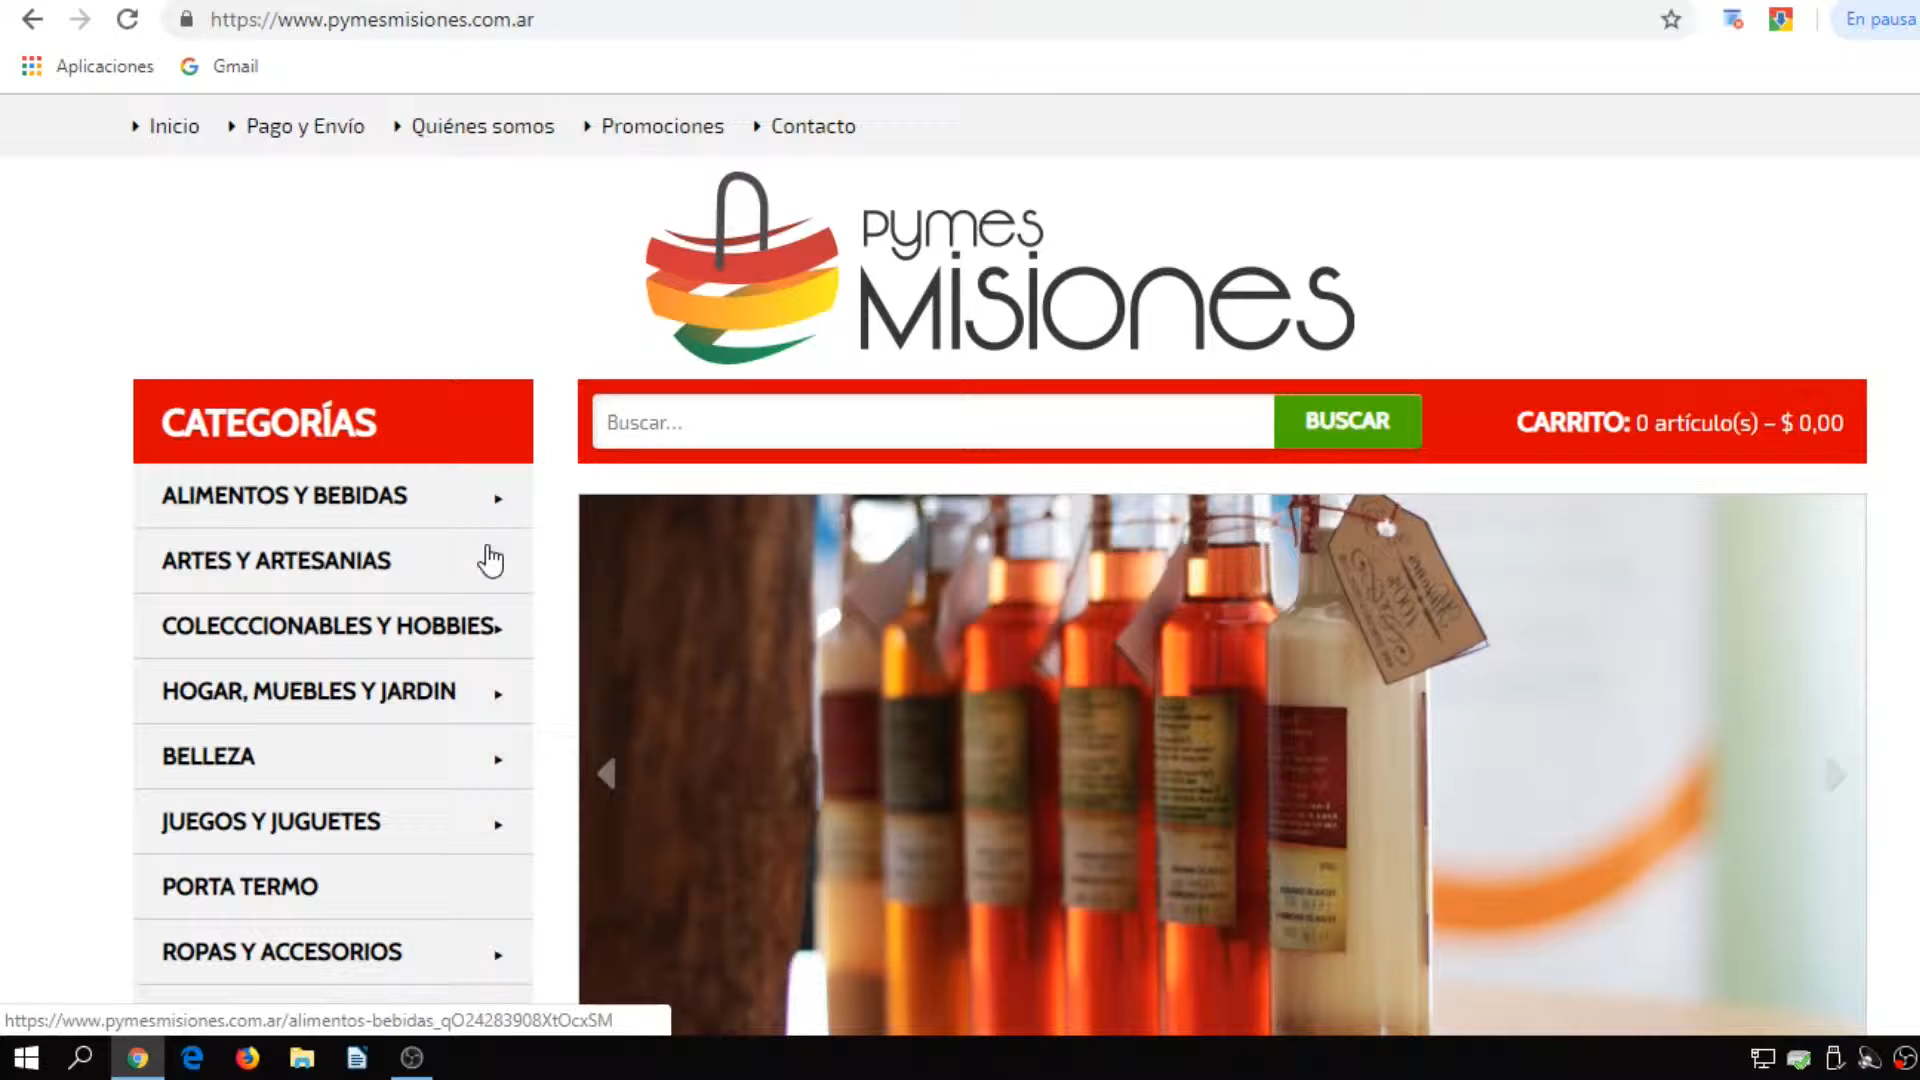 https://www.pymesmisiones.com.ar
En pausa
Aplicaciones
Gmail
Inicio
Pago y Envío
Quiénes somos
Promociones
Contacto
pymes
Misiones
CATEGORÍAS
Buscar...
BUSCAR
CARRITO: 0 artículo(s) – $ 0,00
ALIMENTOS Y BEBIDAS
ARTES Y ARTESANIAS
COLECCCIONABLES Y HOBBIES
HOGAR, MUEBLES Y JARDIN
BELLEZA
JUEGOS Y JUGUETES
PORTA TERMO
ROPAS Y ACCESORIOS
https://www.pymesmisiones.com.ar/alimentos-bebidas_qO24283908XtOcxSM